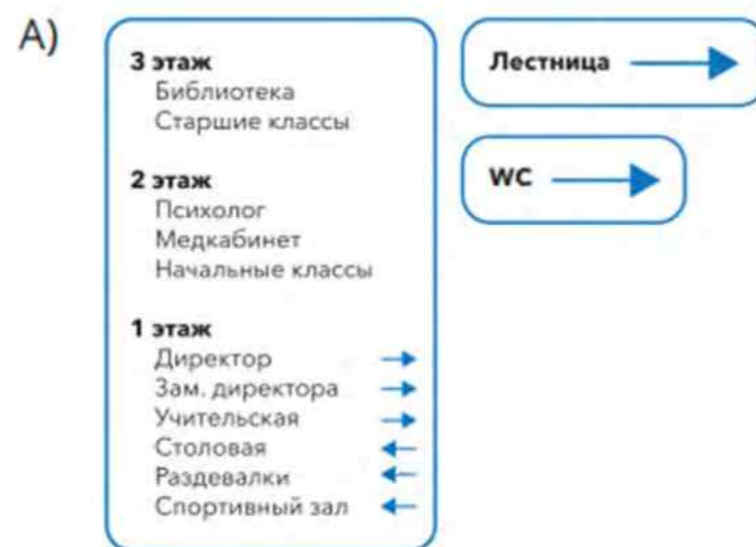 А)
3 этаж
Библиотека
Старшие классы
2 этаж
Психолог
Медкабинет
Начальные классы
1 этаж
Директор
Зам. директора
Учительская
Столовая
Раздевалки
Спортивный зал
Лестница
WC